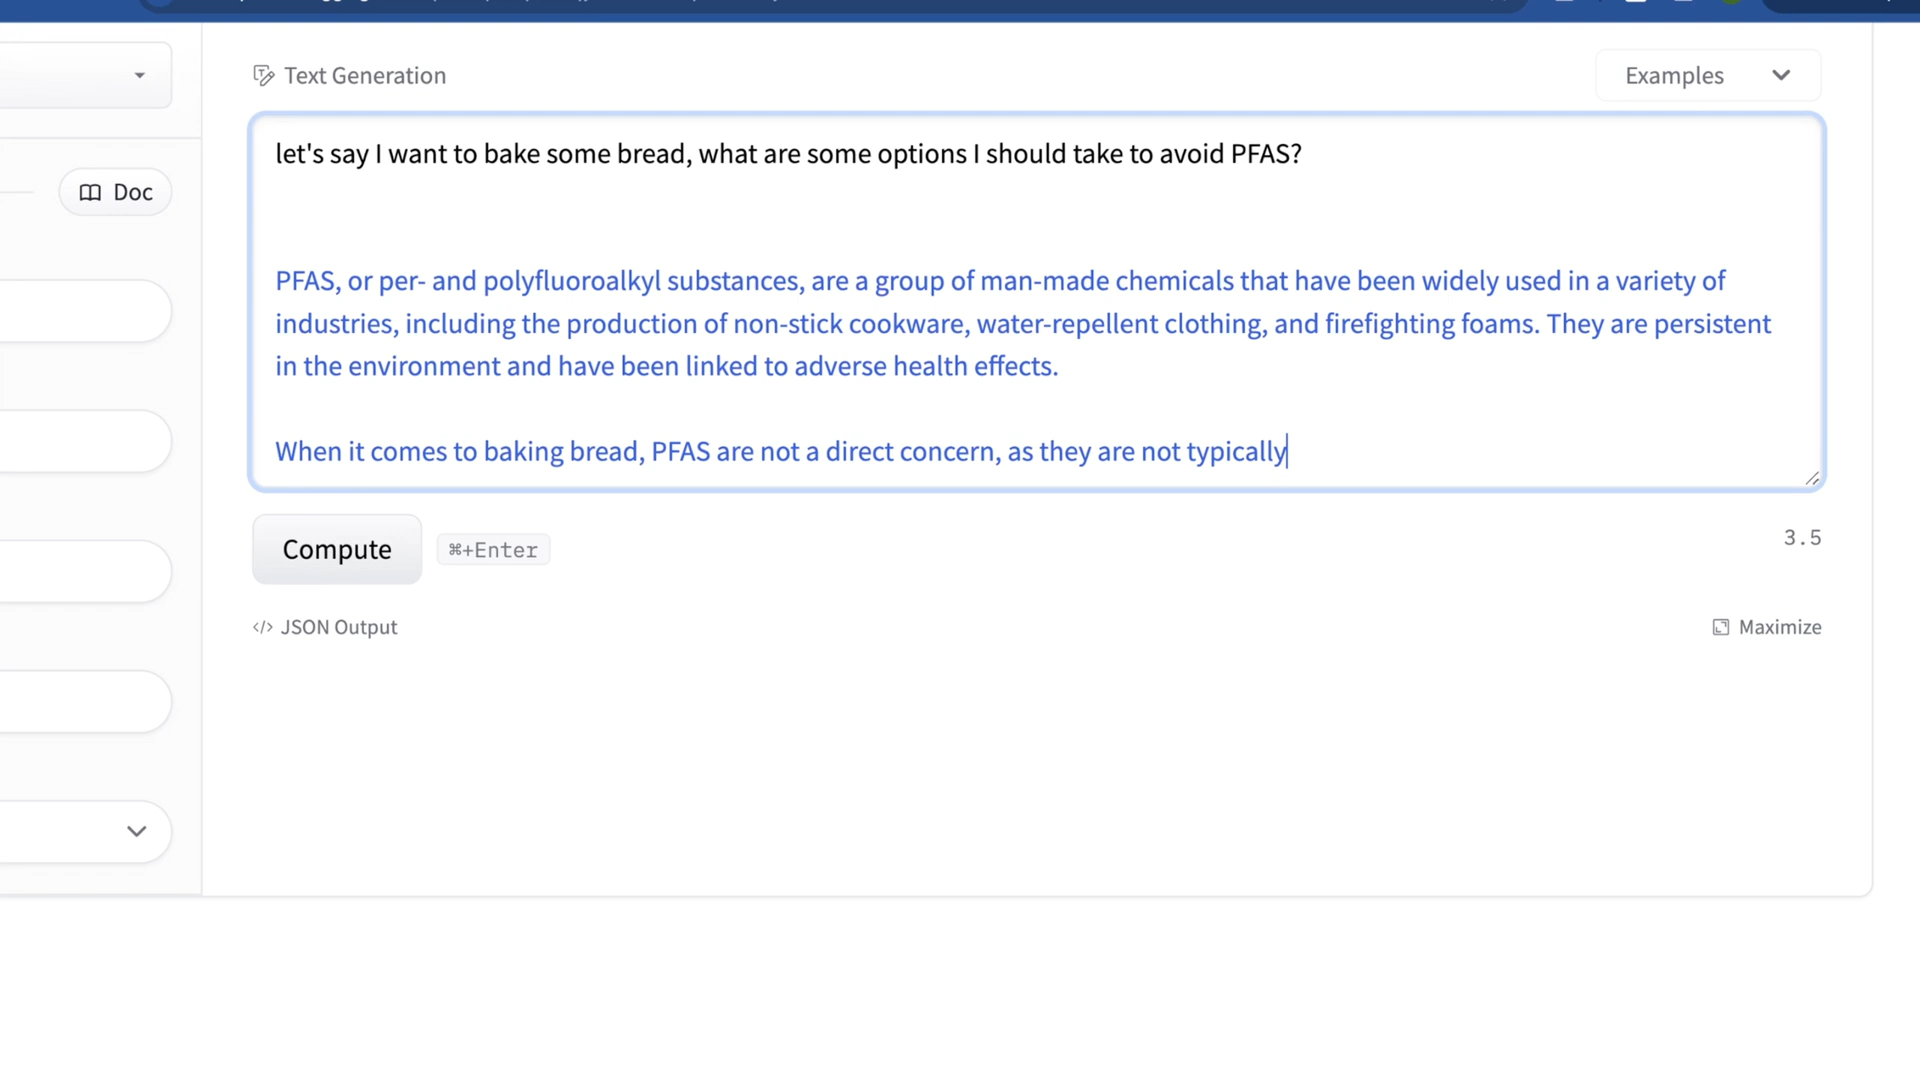 Text Generation
Examples
let's say I want to bake some bread, what are some options I should take to avoid PFAS?
Doc
PFAS, or per- and polyfluoroalkyl substances, are a group of man-made chemicals that have been widely used in a variety of
industries, including the production of non-stick cookware, water-repellent clothing, and firefighting foams. They are persistent
in the environment and have been linked to adverse health effects.
When it comes to baking bread, PFAS are not a direct concern, as they are not typically
Compute
⌘+Enter
3.5
</> JSON Output
Maximize